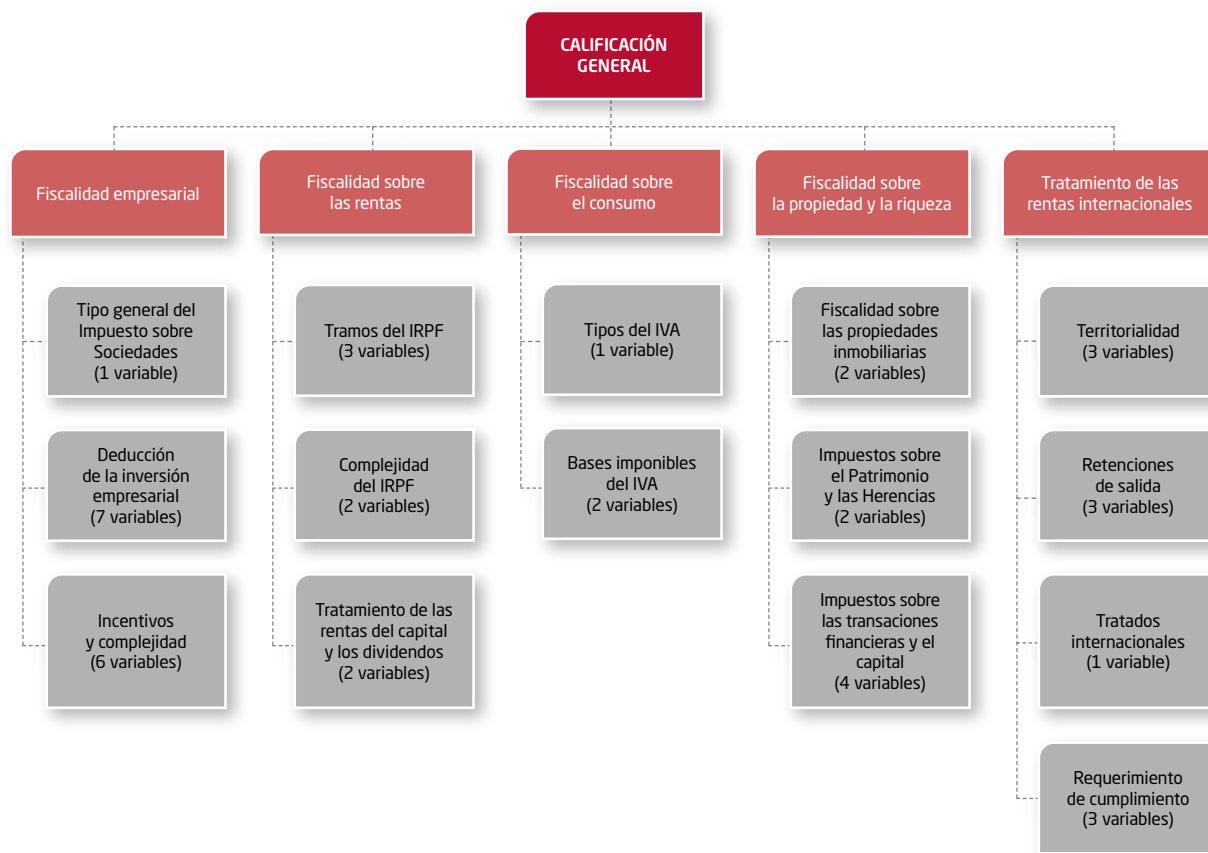 CALIFICACIÓN
GENERAL
Fiscalidad empresarial
Fiscalidad sobre
las rentas
Fiscalidad sobre
el consumo
Fiscalidad sobre
la propiedad y la riqueza
Tratamiento de las
rentas internacionales
Tipo general del
Impuesto sobre
Sociedades
(1 variable)
Deducción
de la inversión
empresarial
(7 variables)
Incentivos
y complejidad
(6 variables)
Tramos del IRPF
(3 variables)
Complejidad
del IRPF
(2 variables)
Tratamiento de las
rentas del capital
y los dividendos
(2 variables)
Tipos del IVA
(1 variable)
Bases imponibles
del IVA
(2 variables)
Fiscalidad sobre
las propiedades
inmobiliarias
(2 variables)
Impuestos sobre
el Patrimonio
y las Herencias
(2 variables)
Impuestos sobre
las transaciones
financieras y el
capital
(4 variables)
Territorialidad
(3 variables)
Retenciones
de salida
(3 variables)
Tratados
internacionales
(1 variable)
Requerimiento
de cumplimiento
(3 variables)